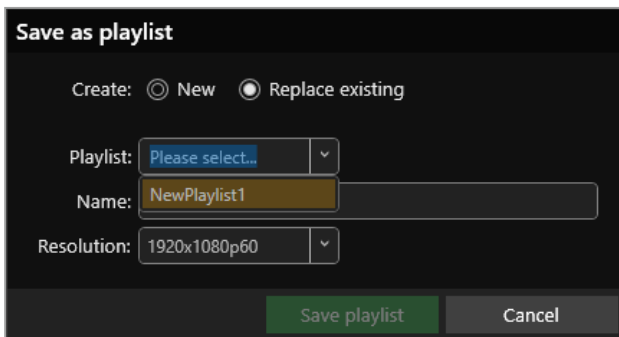 Save as playlist
Create: New Replace existing
Playlist: Please select...
NewPlaylist1
Name:
Resolution: 1920x1080p60
Save playlist Cancel